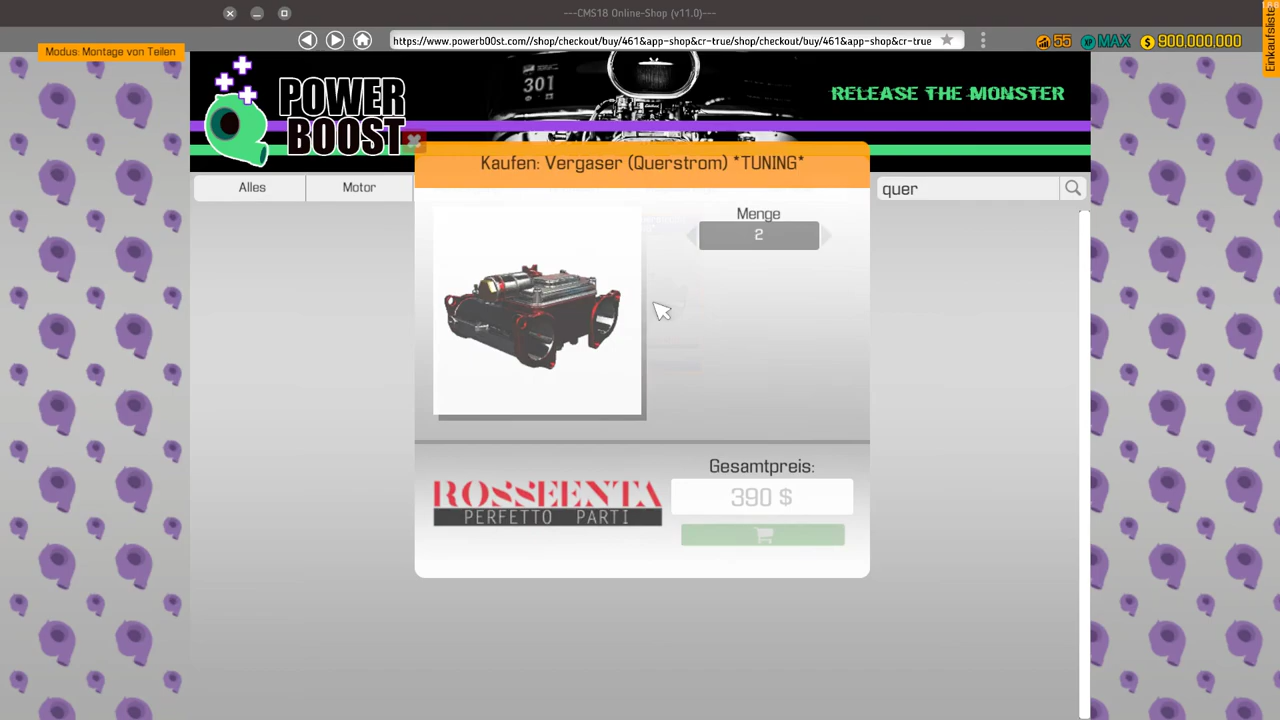 ---CMS18 Online-Shop (v11.0)---
Modus: Montage von Teilen
https://www.powerb00st.com//shop/checkout/buy/461&app-shop&cr-true/shop/checkout/buy/461&app-shop&cr-true
55
XP MAX
$ 900,000,000
Einkaufsliste
POWER
BOOST
301
RELEASE THE MONSTER
Kaufen: Vergaser (Querstrom) *TUNING*
Alles
Motor
quer
Menge
2
Gesamtpreis:
ROSSEENTA
PERFETTO PARTI
390 $